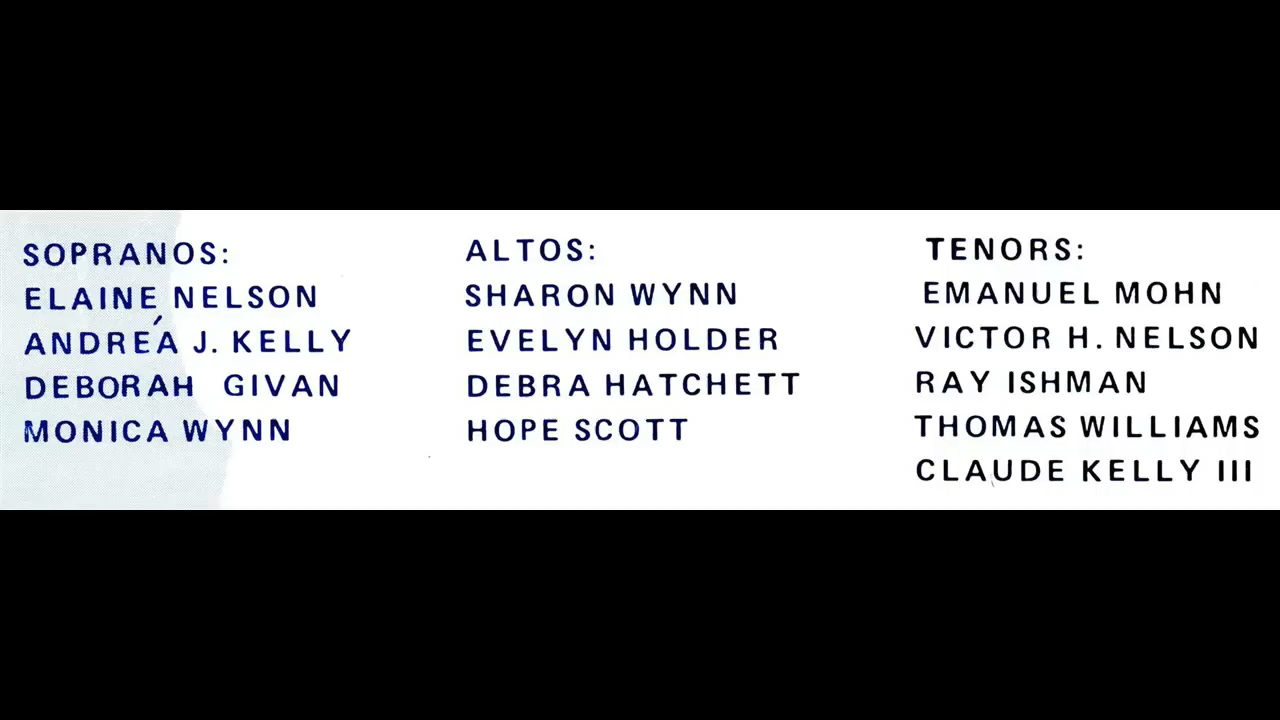 SOPRANOS:
ELAINE NELSON
ANDREÁ J. KELLY
DEBORAH GIVAN
MONICA WYNN
ALTOS:
SHARON WYNN
EVELYN HOLDER
DEBRA HATCHETT
HOPE SCOTT
TENORS:
EMANUEL MOHN
VICTOR H. NELSON
RAY ISHMAN
THOMAS WILLIAMS
CLAUDE KELLY III